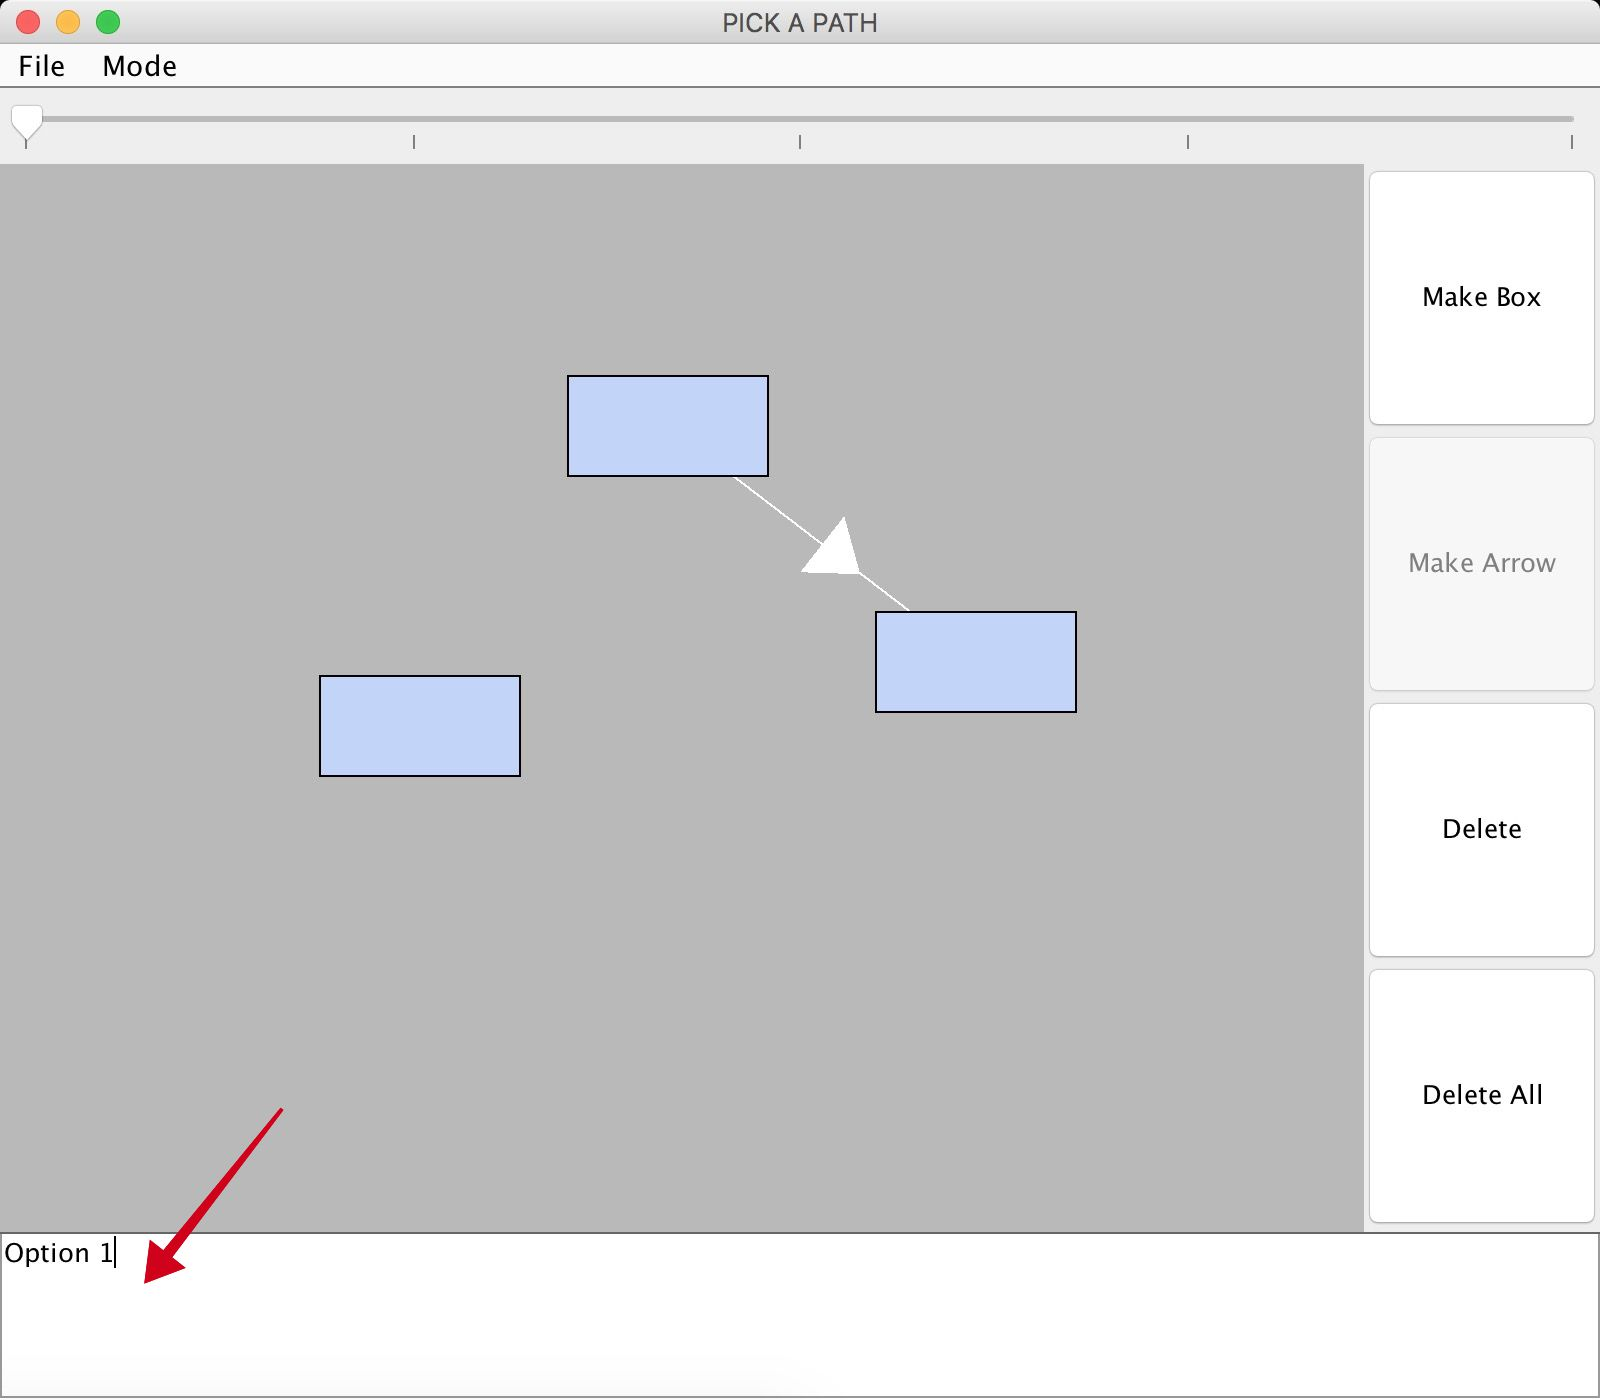 PICK A PATH
File Mode
Make Box
Make Arrow
Delete
Delete All
Option 1